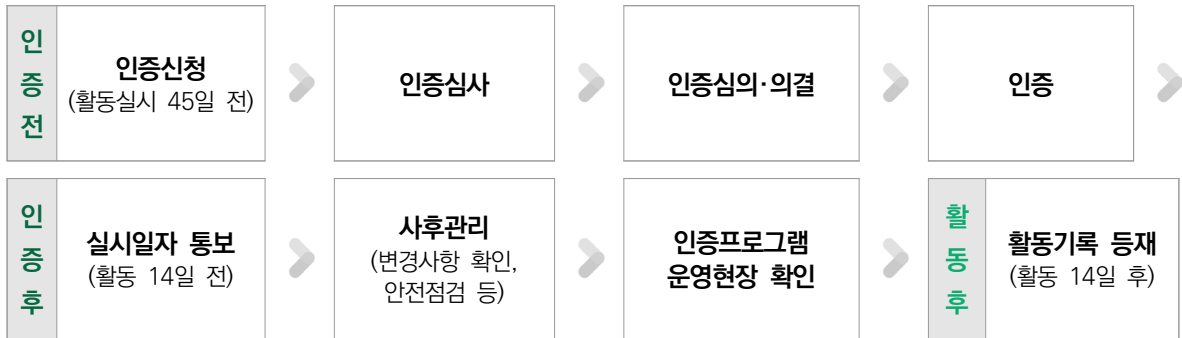 인증전
인증신청
(활동실시 45일 전)
인증심사
인증심의·의결
인증
인증후
실시일자 통보
(활동 14일 전)
사후관리
(변경사항 확인,
안전점검 등)
인증프로그램
운영현장 확인
활동후
활동기록 등재
(활동 14일 후)